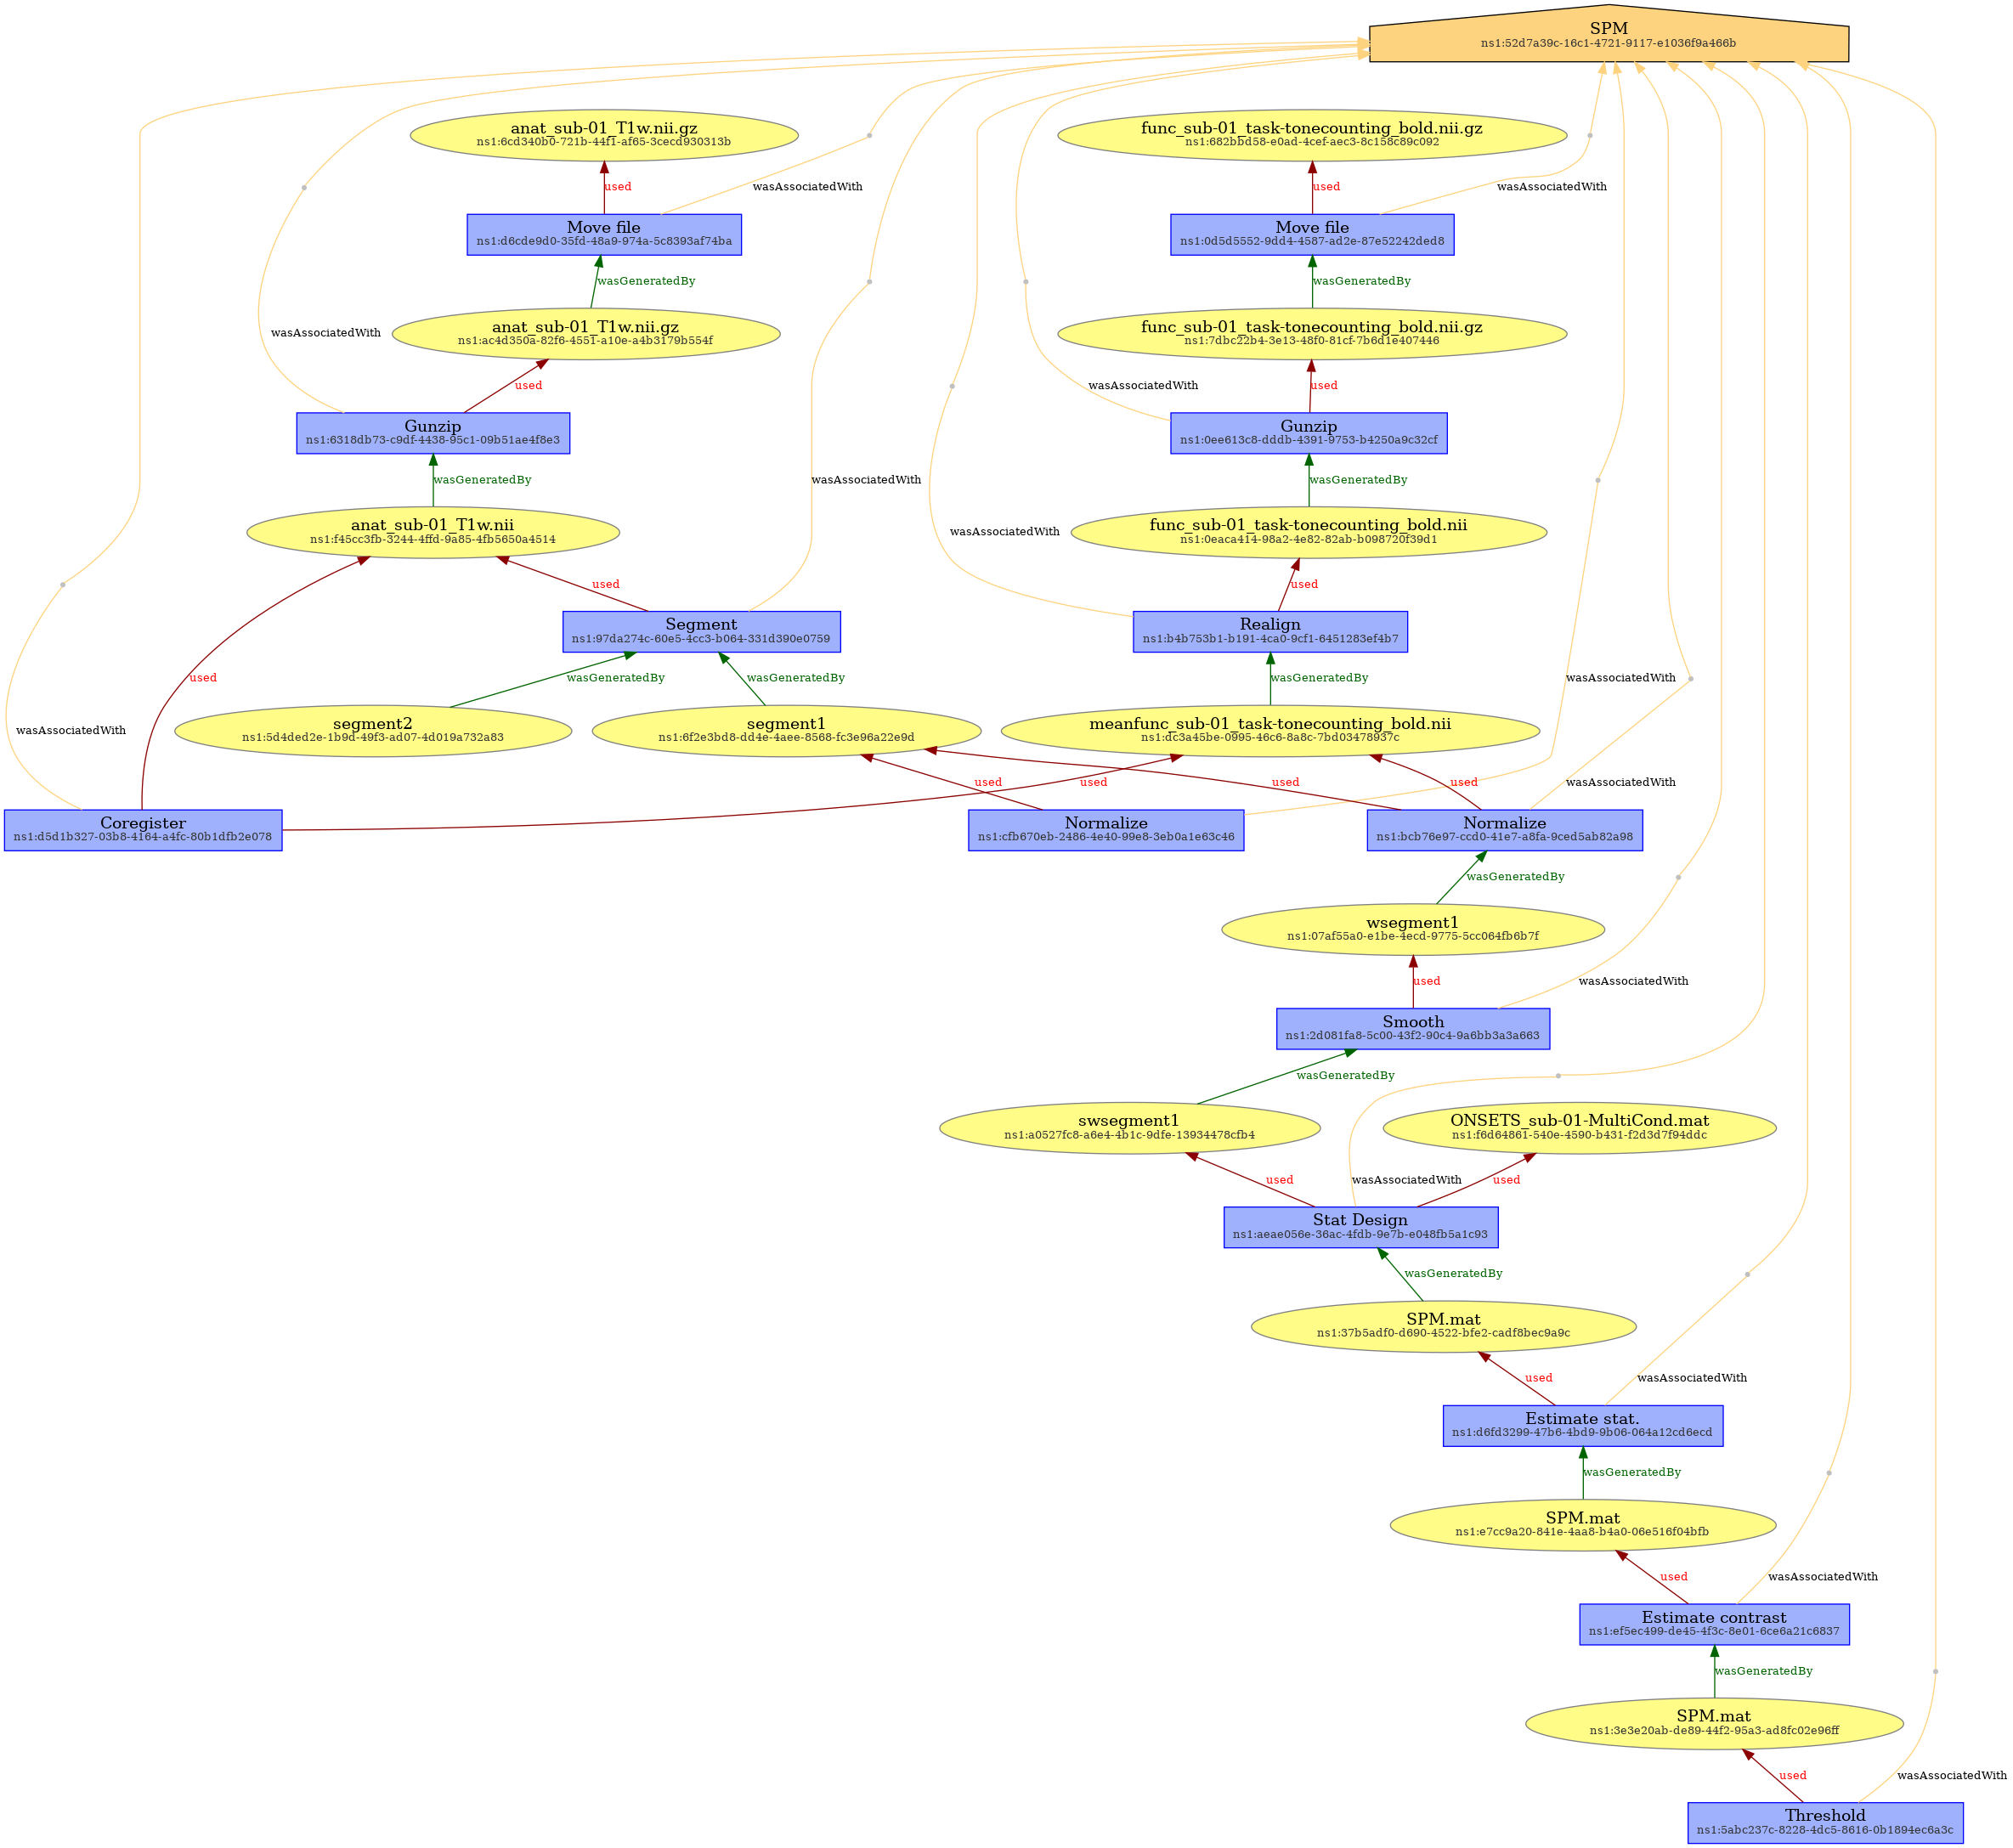 SPM
ns1:52d7a39c-16c1-4721-9117-e1036f9a466b
anat_sub-01_T1w.nii.gz
ns1:6cd340b0-721b-44f1-af65-3cecd930313b
func_sub-01_task-tonecounting_bold.nii.gz
ns1:682bbd58-e0ad-4cef-aec3-8c158c89c092
used
wasAssociatedWith
used
wasAssociatedWith
Move file
ns1:d6cde9d0-35fd-48a9-974a-5c8393af74ba
Move file
ns1:0d5d5552-9dd4-4587-ad2e-87e52242ded8
wasGeneratedBy
wasGeneratedBy
anat_sub-01_T1w.nii.gz
ns1:ac4d350a-82f6-4551-a10e-a4b3179b554f
func_sub-01_task-tonecounting_bold.nii.gz
ns1:7dbc22b4-3e13-48f0-81cf-7b6d1e407446
wasAssociatedWith
used
wasAssociatedWith
used
Gunzip
ns1:6318db73-c9df-4438-95c1-09b51ae4f8e3
Gunzip
ns1:0ee613c8-dddb-4391-9753-b4250a9c32cf
wasGeneratedBy
wasAssociatedWith
wasGeneratedBy
anat_sub-01_T1w.nii
ns1:f45cc3fb-3244-4ffd-9a85-4fb5650a4514
wasAssociatedWith
func_sub-01_task-tonecounting_bold.nii
ns1:0eaca414-98a2-4e82-82ab-b098720f39d1
used
used
Segment
ns1:97da274c-60e5-4cc3-b064-331d390e0759
Realign
ns1:b4b753b1-b191-4ca0-9cf1-6451283ef4b7
used
wasGeneratedBy
wasGeneratedBy
wasGeneratedBy
wasAssociatedWith
wasAssociatedWith
segment2
ns1:5d4ded2e-1b9d-49f3-ad07-4d019a732a83
segment1
ns1:6f2e3bd8-dd4e-4aee-8568-fc3e96a22e9d
meanfunc_sub-01_task-tonecounting_bold.nii
ns1:dc3a45be-0995-46c6-8a8c-7bd03478937c
used
used
used
used
wasAssociatedWith
Coregister
ns1:d5d1b327-03b8-4164-a4fc-80b1dfb2e078
Normalize
ns1:cfb670eb-2486-4e40-99e8-3eb0a1e63c46
Normalize
ns1:bcb76e97-ccd0-41e7-a8fa-9ced5ab82a98
wasGeneratedBy
wsegment1
ns1:07af55a0-e1be-4ecd-9775-5cc064fb6b7f
used
wasAssociatedWith
Smooth
ns1:2d081fa8-5c00-43f2-90c4-9a6bb3a3a663
wasGeneratedBy
swsegment1
ns1:a0527fc8-a6e4-4b1c-9dfe-13934478cfb4
ONSETS_sub-01-MultiCond.mat
ns1:f6d64861-540e-4590-b431-f2d3d7f94ddc
used
wasAssociatedWith
used
Stat Design
ns1:aeae056e-36ac-4fdb-9e7b-e048fb5a1c93
wasGeneratedBy
SPM.mat
ns1:37b5adf0-d690-4522-bfe2-cadf8bec9a9c
used
wasAssociatedWith
Estimate stat.
ns1:d6fd3299-47b6-4bd9-9b06-064a12cd6ecd
wasGeneratedBy
SPM.mat
ns1:e7cc9a20-841e-4aa8-b4a0-06e516f04bfb
used
wasAssociatedWith
Estimate contrast
ns1:ef5ec499-de45-4f3c-8e01-6ce6a21c6837
wasGeneratedBy
SPM.mat
ns1:3e3e20ab-de89-44f2-95a3-ad8fc02e96ff
used
wasAssociatedWith
Threshold
ns1:5abc237c-8228-4dc5-8616-0b1894ec6a3c